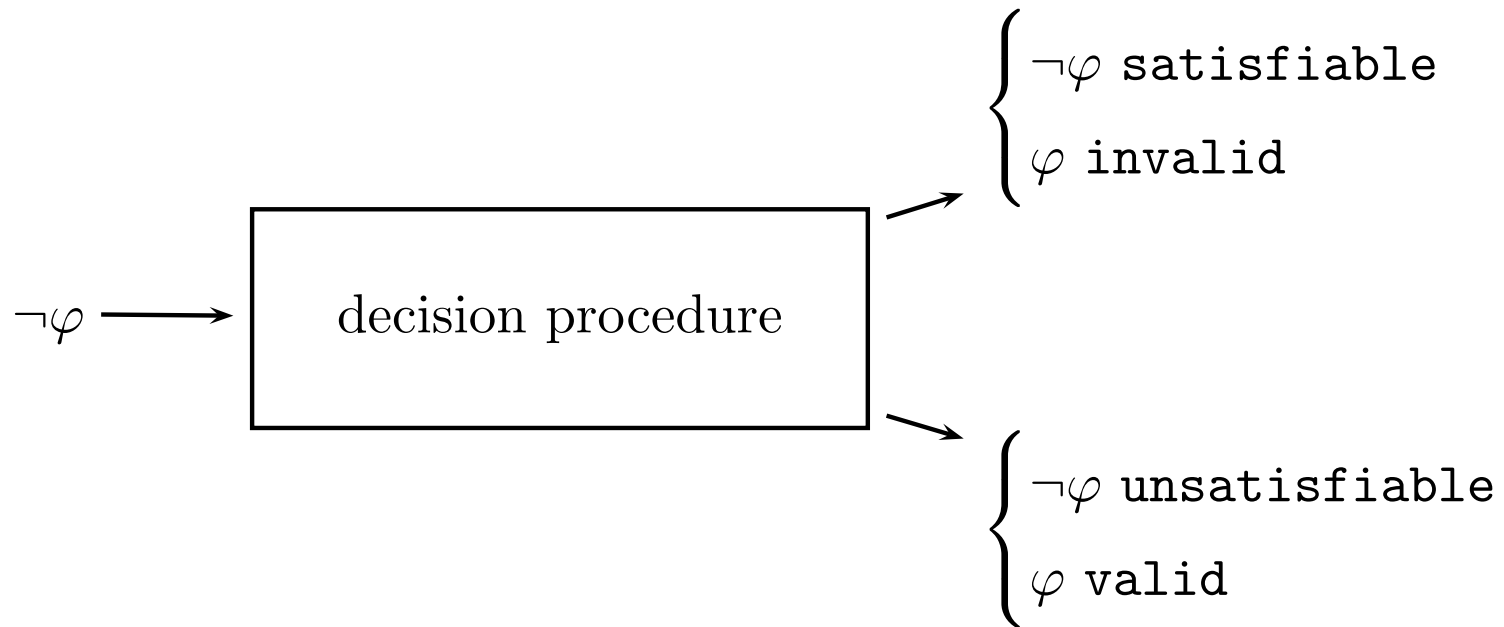 ¬φ
decision procedure
¬φ satisfiable
φ invalid
¬φ unsatisfiable
φ valid